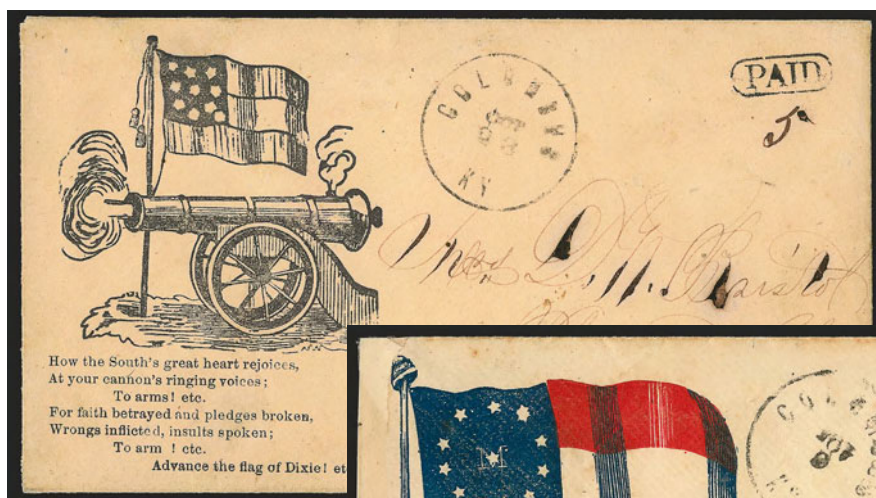 COLUMBUS
KY
PAID
5
How the South's great heart rejoices,
At your cannon's ringing voices;
To arms! etc.
For faith betrayed and pledges broken,
Wrongs inflicted, insults spoken;
To arm ! etc.
Advance the flag of Dixie! etc
M